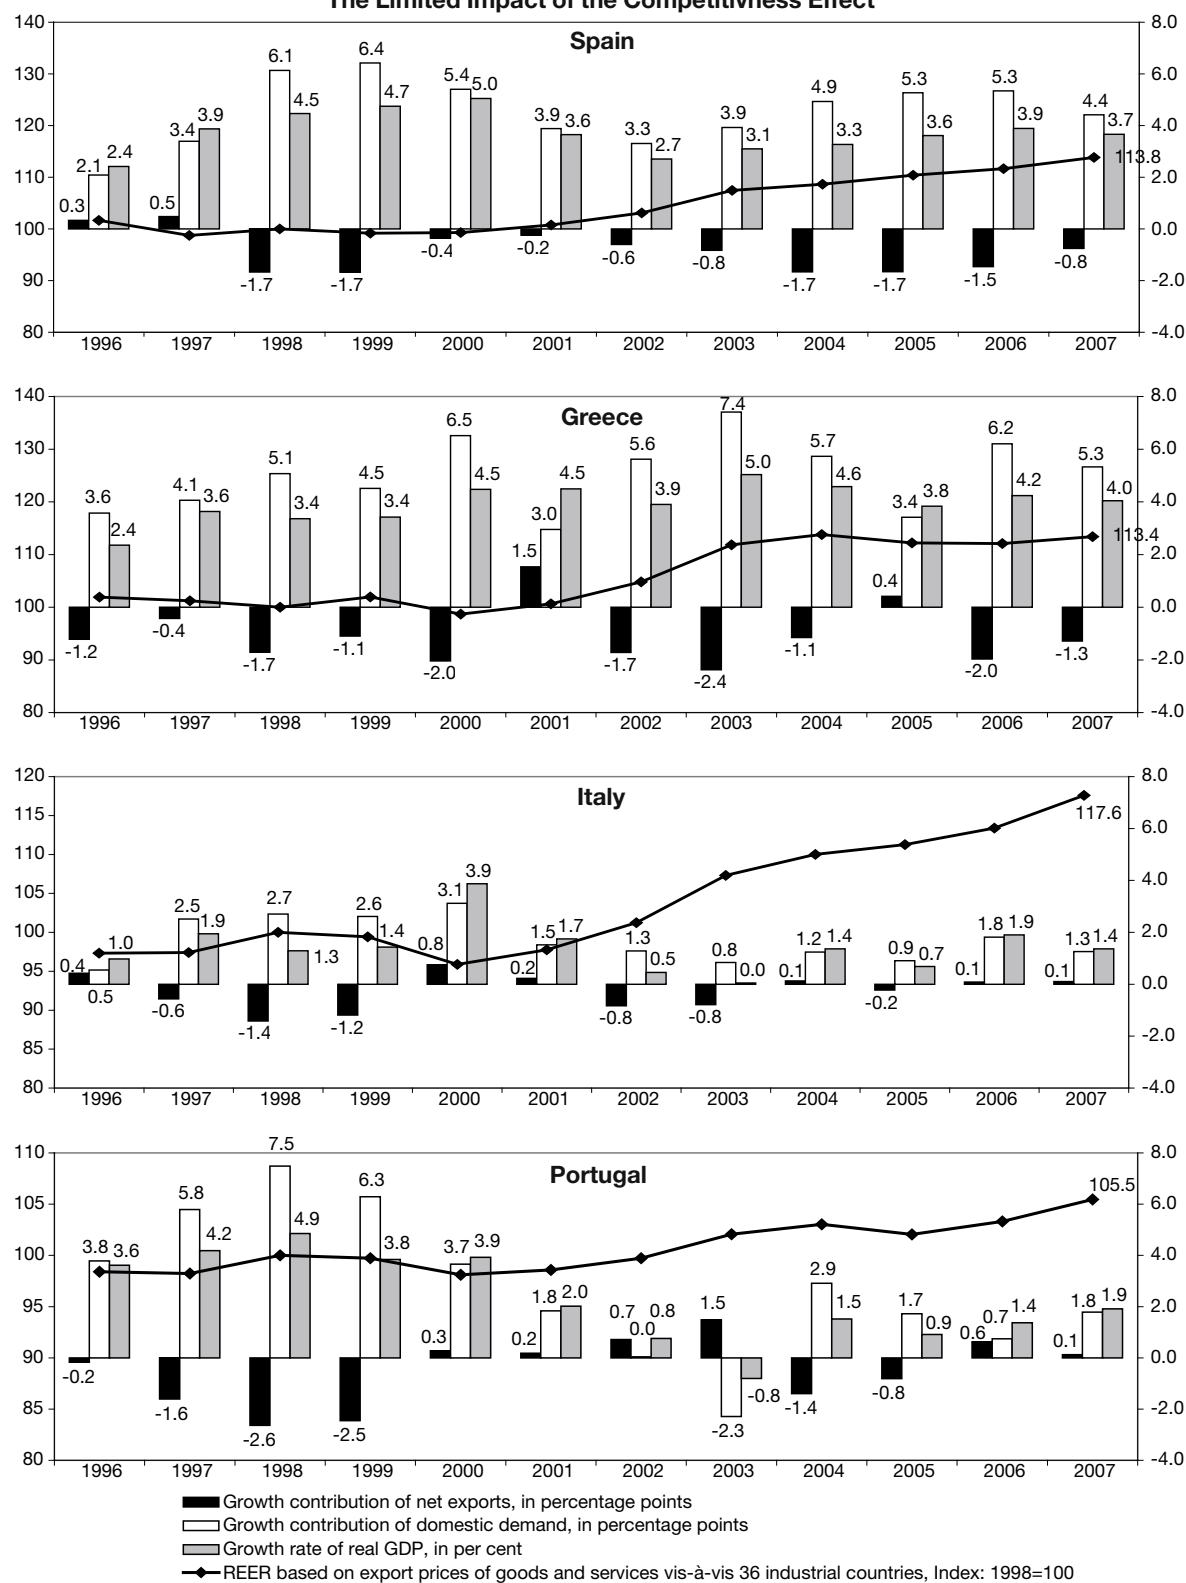 The Limited Impact of the Competitivness Effect
Spain
140 8.0
130 6.0
120 4.0
110 2.0
100 0.0
90 -2.0
80 -4.0
0.3 2.1 2.4 0.5 3.4 3.9 -1.7 6.1 4.5 -1.7 6.4 4.7 -0.4 5.4 5.0 -0.2 3.9 3.6 -0.6 3.3 2.7 -0.8 3.9 3.1 -1.7 4.9 3.3 -1.7 5.3 3.6 -1.5 5.3 3.9 -0.8 4.4 3.7 113.8
1996 1997 1998 1999 2000 2001 2002 2003 2004 2005 2006 2007
Greece
140 8.0
130 6.0
120 4.0
110 2.0
100 0.0
90 -2.0
80 -4.0
-1.2 3.6 2.4 -0.4 4.1 3.6 -1.7 5.1 3.4 -1.1 4.5 3.4 -2.0 6.5 4.5 1.5 3.0 4.5 -1.7 5.6 3.9 -2.4 7.4 5.0 -1.1 5.7 4.6 0.4 3.4 3.8 -2.0 6.2 4.2 -1.3 5.3 4.0 113.4
1996 1997 1998 1999 2000 2001 2002 2003 2004 2005 2006 2007
Italy
120 8.0
115
110 6.0
105 4.0
100 2.0
95 0.0
90
85 -2.0
80 -4.0
0.4 0.5 1.0 -0.6 2.5 1.9 -1.4 2.7 1.3 -1.2 2.6 1.4 0.8 3.1 3.9 0.2 1.5 1.7 -0.8 1.3 0.5 -0.8 0.8 0.0 0.1 1.2 1.4 -0.2 0.9 0.7 0.1 1.8 1.9 0.1 1.3 1.4 117.6
1996 1997 1998 1999 2000 2001 2002 2003 2004 2005 2006 2007
Portugal
110 8.0
105 6.0
100 4.0
95 2.0
90 0.0
85 -2.0
80 -4.0
-0.2 3.8 3.6 -1.6 5.8 4.2 -2.6 7.5 4.9 -2.5 6.3 3.8 0.3 3.7 3.9 0.2 1.8 2.0 0.7 0.0 0.8 1.5 -2.3 -0.8 -1.4 2.9 1.5 -0.8 1.7 0.9 0.6 0.7 1.4 0.1 1.8 1.9 105.5
1996 1997 1998 1999 2000 2001 2002 2003 2004 2005 2006 2007
Growth contribution of net exports, in percentage points
Growth contribution of domestic demand, in percentage points
Growth rate of real GDP, in per cent
REER based on export prices of goods and services vis-à-vis 36 industrial countries, Index: 1998=100